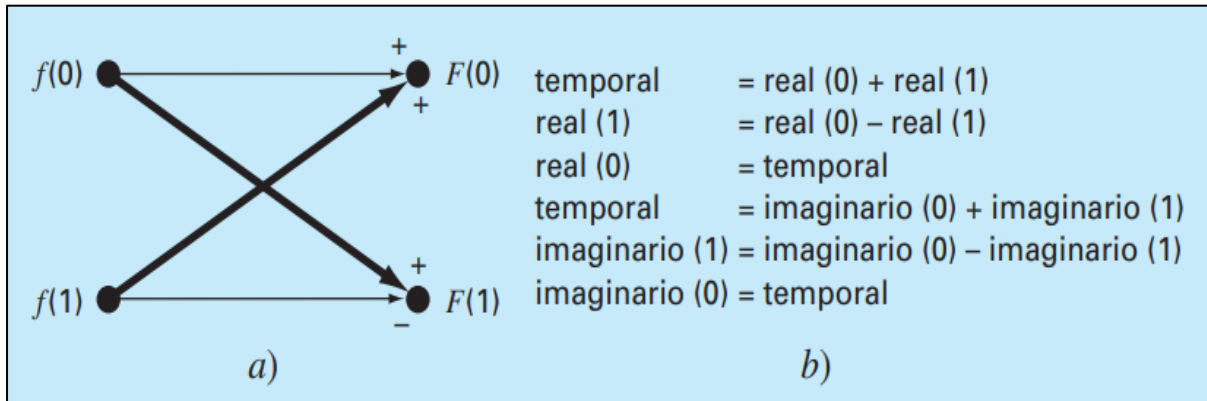 f(0)
+
F(0)
+
f(1)
+
F(1)
–
a)
temporal = real (0) + real (1)
real (1) = real (0) – real (1)
real (0) = temporal
temporal = imaginario (0) + imaginario (1)
imaginario (1) = imaginario (0) – imaginario (1)
imaginario (0) = temporal
b)